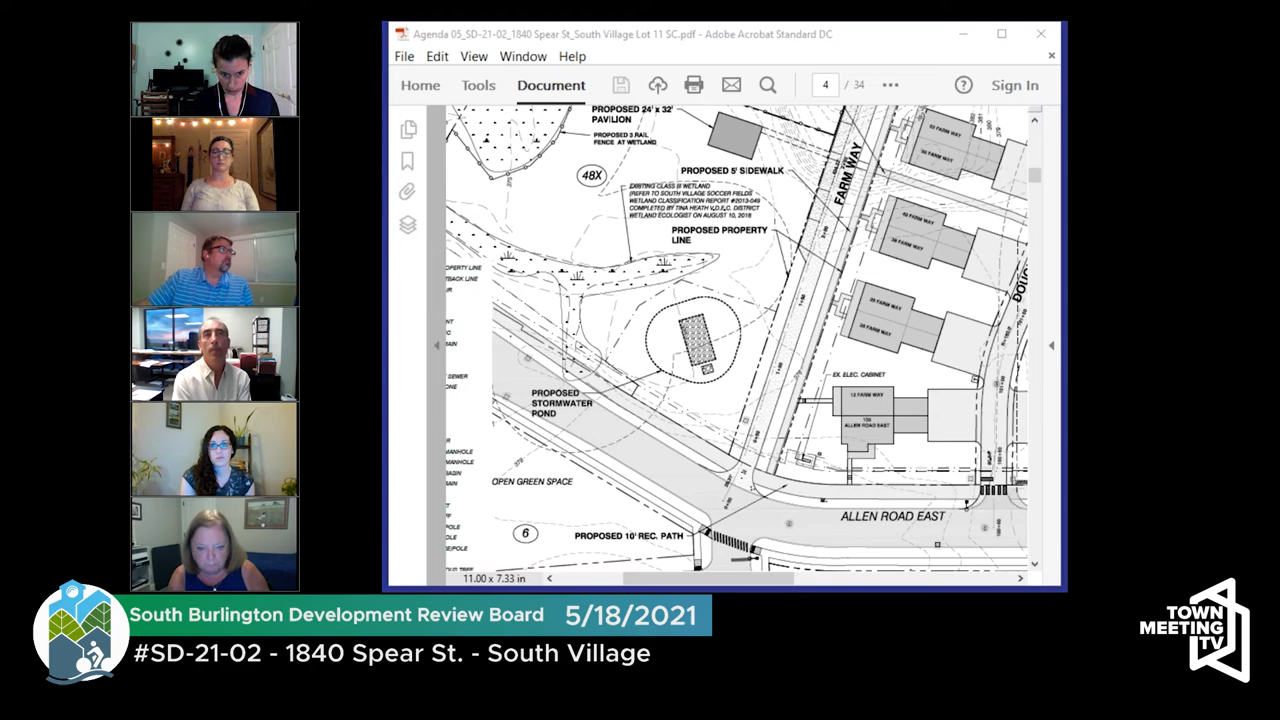 Agenda 05_SD-21-02_1840 Spear St_South Village Lot 11 SC.pdf - Adobe Acrobat Standard DC
File Edit View Window Help
Home Tools Document 4 / 34 Sign In
PROPOSED 24' x 32'
PAVILION
PROPOSED 3 RAIL
FENCE AT WETLAND
48X
PROPOSED 5' SIDEWALK
FARM WAY
EXISTING CLASS III WETLAND
(REFER TO SOUTH VILLAGE SOCCER FIELDS
WETLAND CLASSIFICATION REPORT #2013-049
COMPLETED BY TINA HEATH V.D.E.C. DISTRICT
WETLAND ECOLOGIST ON AUGUST 10, 2018
PROPOSED PROPERTY
LINE
EX. ELEC. CABINET
12 FARM WAY
ALLEN ROAD EAST
PROPOSED
STORMWATER
POND
OPEN GREEN SPACE
6
PROPOSED 10' REC. PATH
ALLEN ROAD EAST
11.00 x 7.33 in
South Burlington Development Review Board 5/18/2021
#SD-21-02 - 1840 Spear St. - South Village
TOWN
MEETING
TV